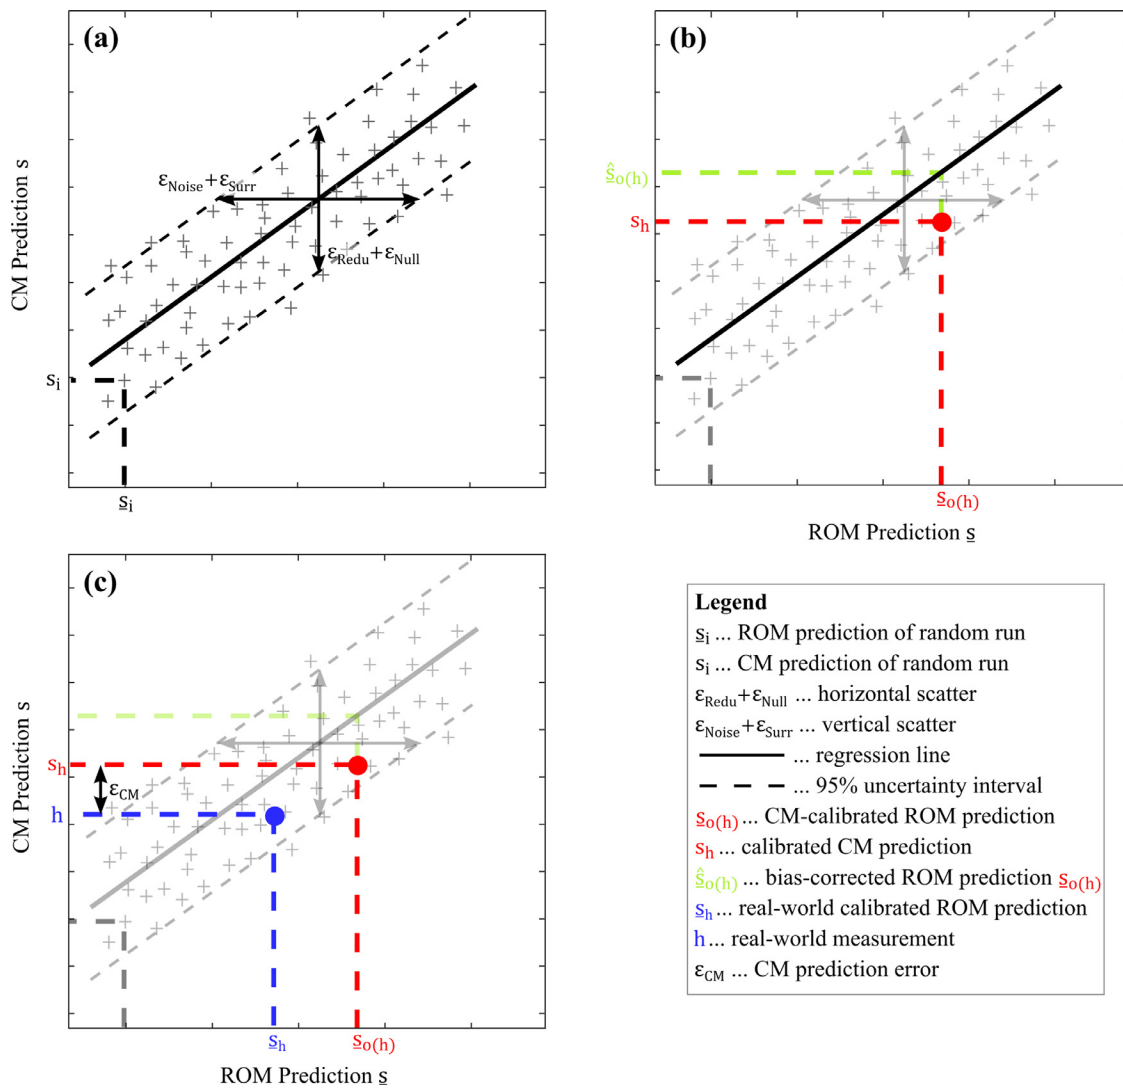 (a)
CM Prediction s
ε_Noise+ε_Surr
ε_Redu+ε_Null
s_i
s̲_i
(b)
ŝ̲_o(h)
s_h
s̲_o(h)
ROM Prediction s̲
(c)
CM Prediction s
s_h
ε_CM
h
s̲_h
s̲_o(h)
ROM Prediction s̲
Legend
s̲_i ... ROM prediction of random run
s_i ... CM prediction of random run
ε_Redu+ε_Null ... horizontal scatter
ε_Noise+ε_Surr ... vertical scatter
... regression line
... 95% uncertainty interval
s̲_o(h) ... CM-calibrated ROM prediction
s_h ... calibrated CM prediction
ŝ̲_o(h) ... bias-corrected ROM prediction s̲_o(h)
s̲_h ... real-world calibrated ROM prediction
h ... real-world measurement
ε_CM ... CM prediction error